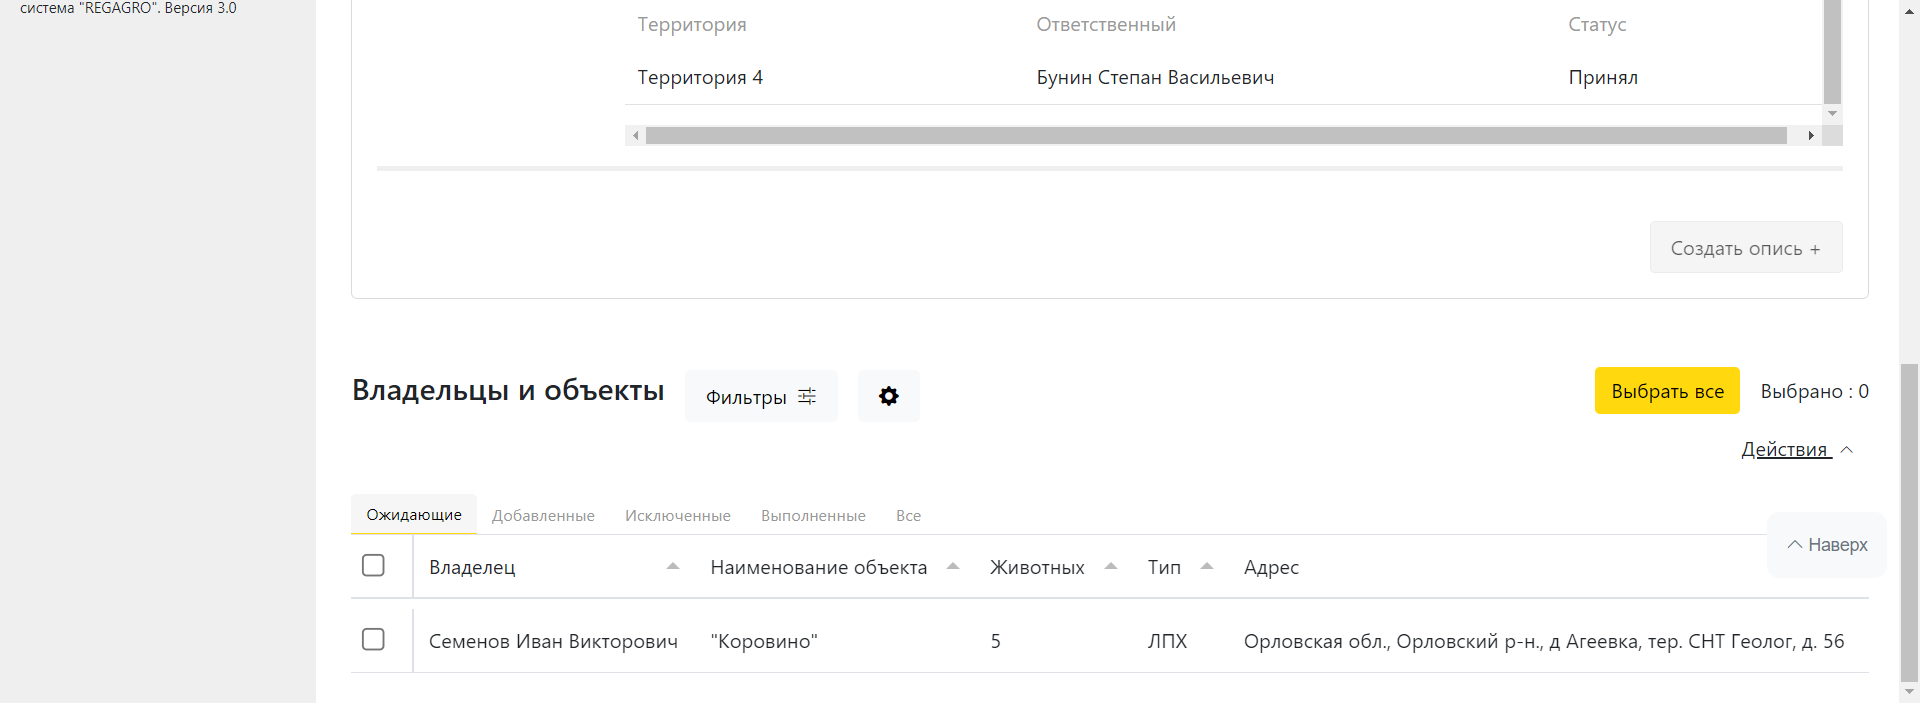 система "REGAGRO". Версия 3.0
Территория Ответственный Статус
Территория 4 Бунин Степан Васильевич Принял
Создать опись +
Владельцы и объекты Фильтры Выбрать все Выбрано : 0
Действия
Ожидающие Добавленные Исключенные Выполненные Все
Наверх
Владелец Наименование объекта Животных Тип Адрес
Семенов Иван Викторович "Коровино" 5 ЛПХ Орловская обл., Орловский р-н., д Агеевка, тер. СНТ Геолог, д. 56